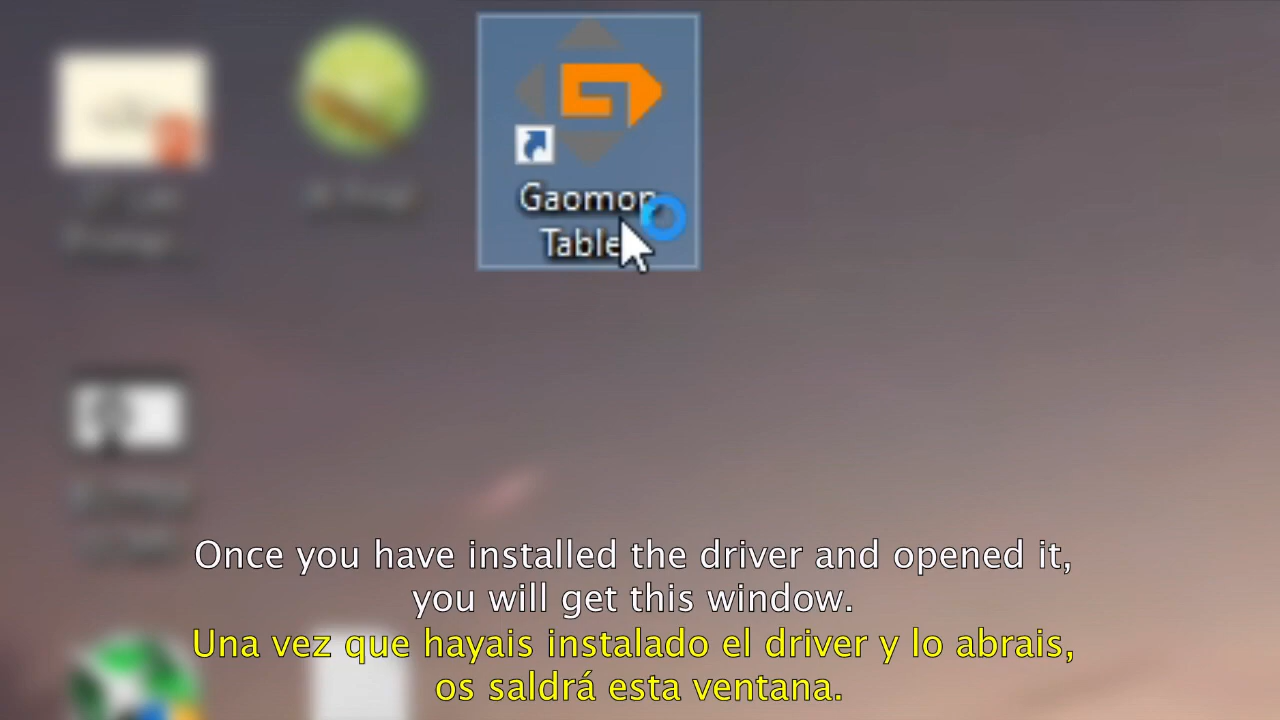 Gaomon
Tablet
Once you have installed the driver and opened it,
you will get this window.
Una vez que hayais instalado el driver y lo abrais,
os saldrá esta ventana.